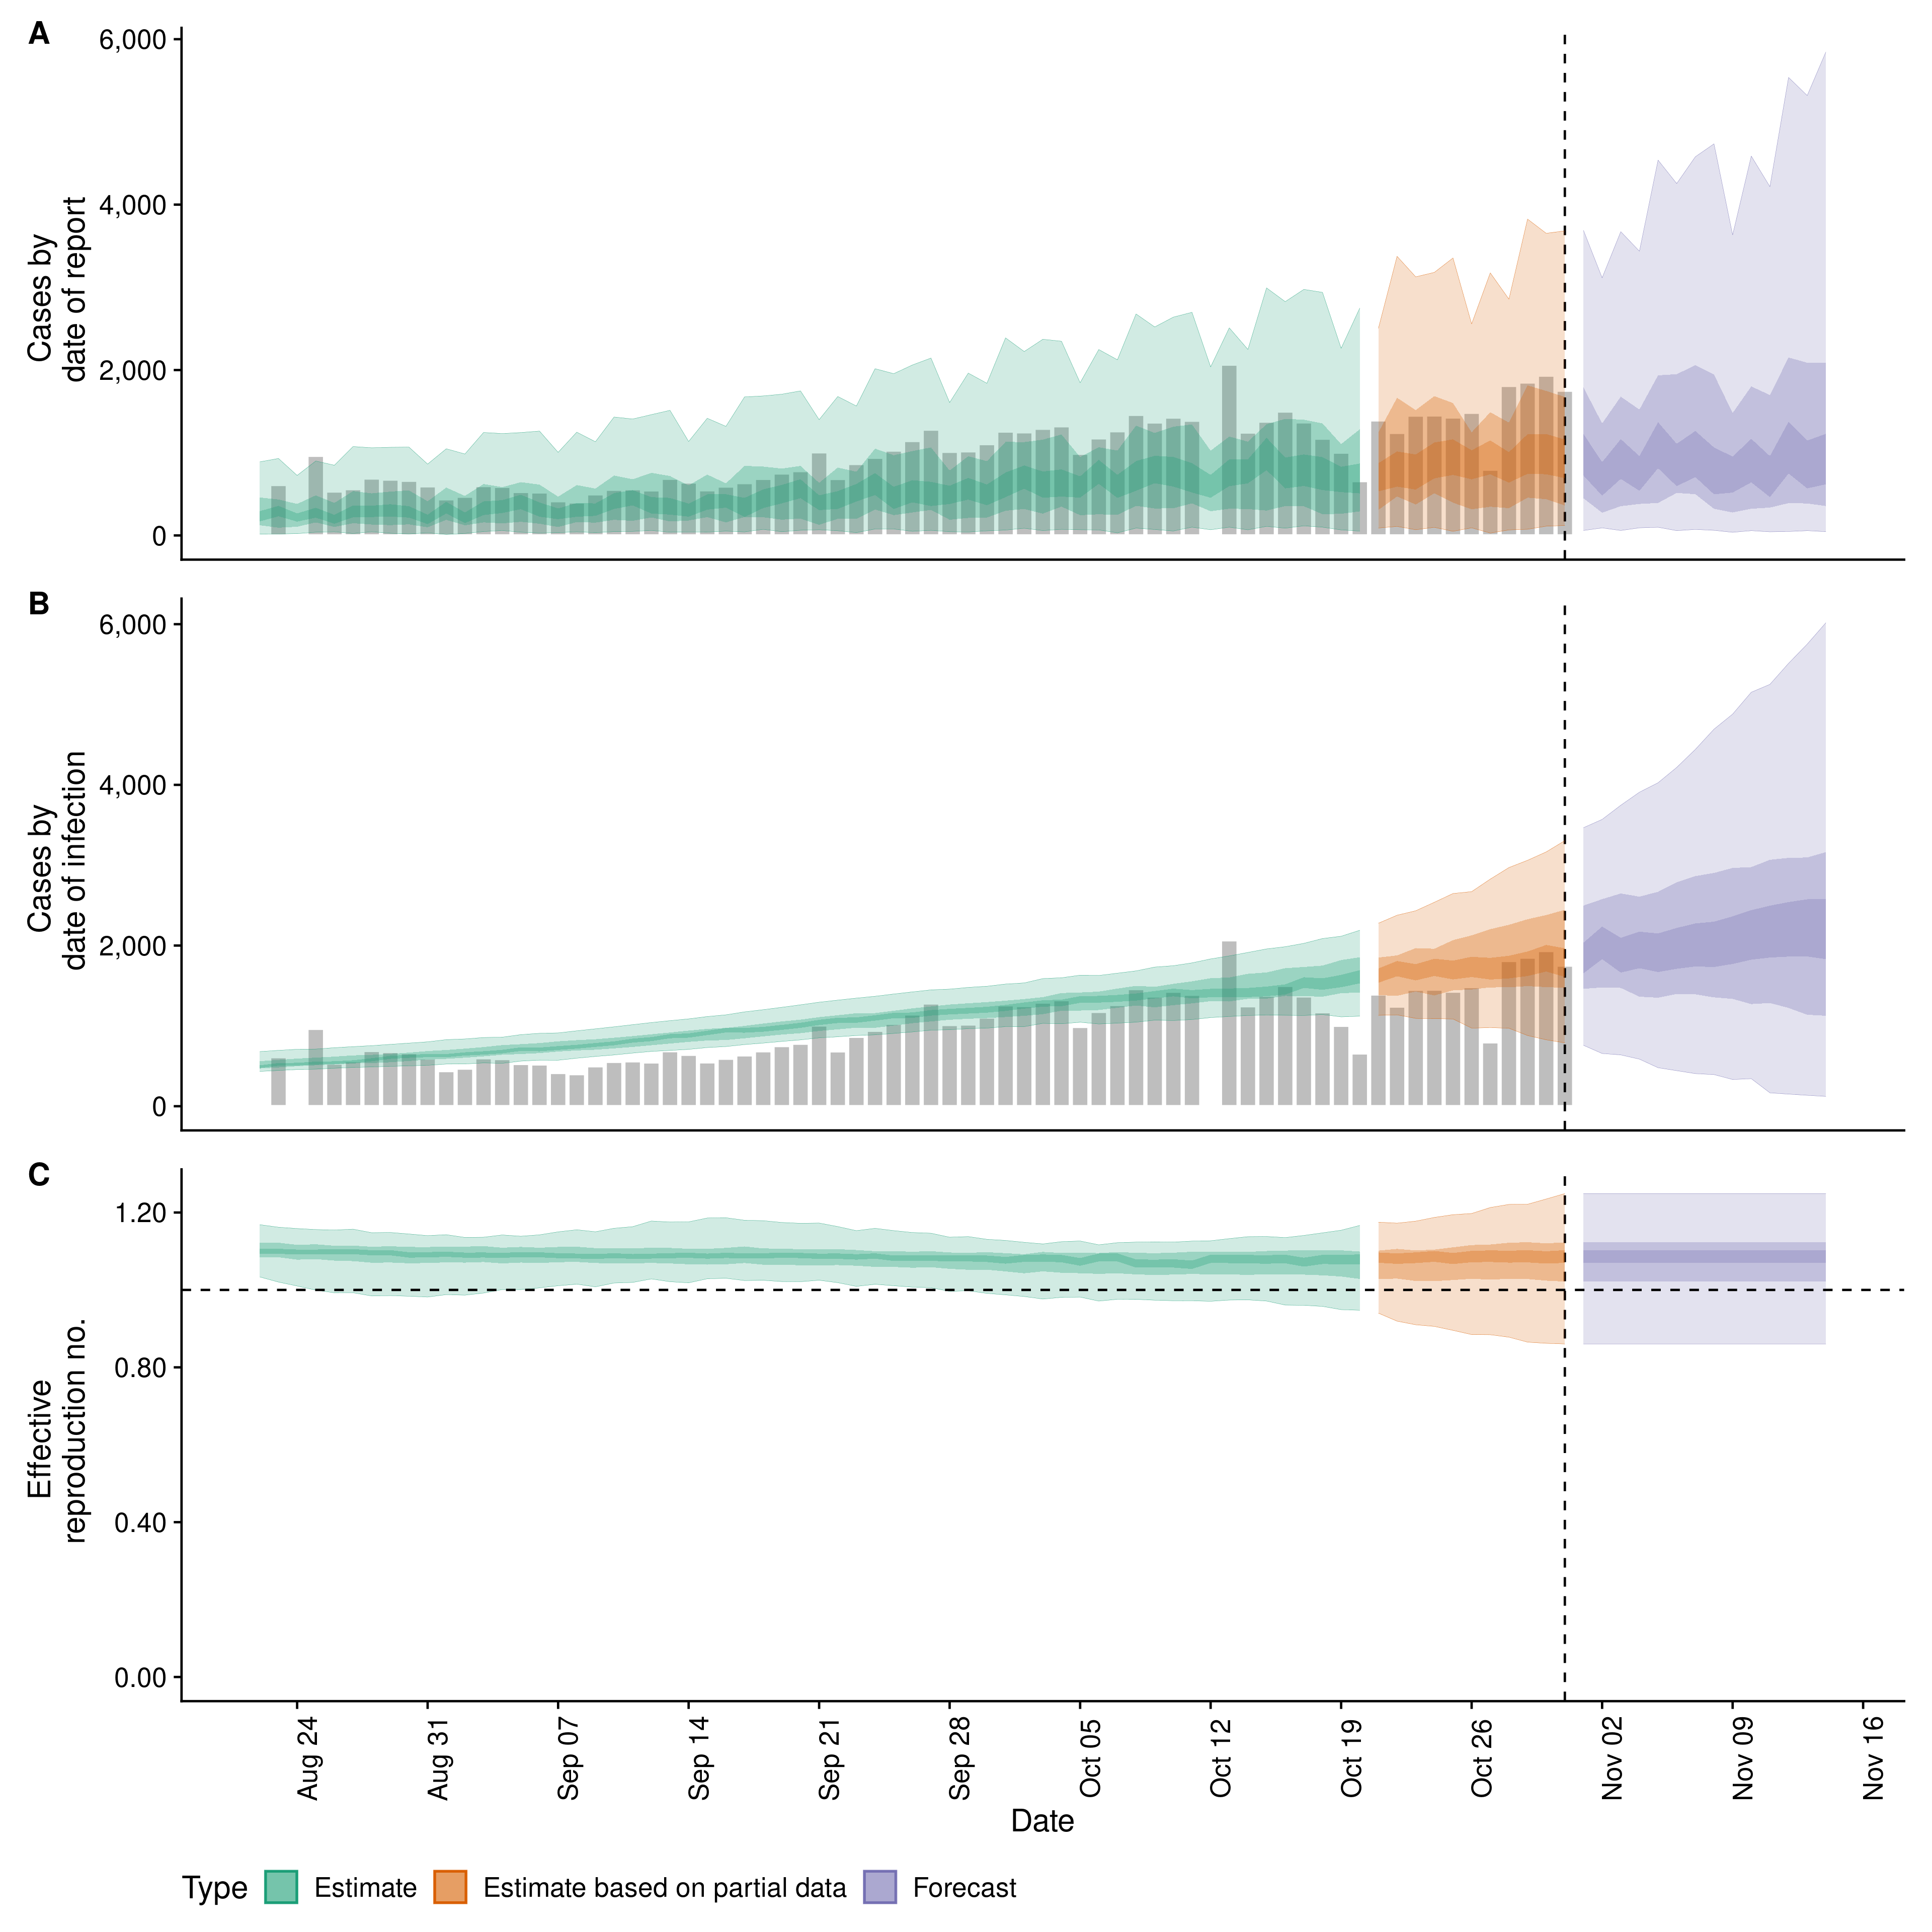 A
6,000
4,000
2,000
0
Cases by
date of report
B
6,000
4,000
2,000
0
Cases by
date of infection
C
1.20
0.80
0.40
0.00
Effective
reproduction no.
Aug 24
Aug 31
Sep 07
Sep 14
Sep 21
Sep 28
Oct 05
Oct 12
Oct 19
Oct 26
Nov 02
Nov 09
Nov 16
Date
Type Estimate Estimate based on partial data Forecast